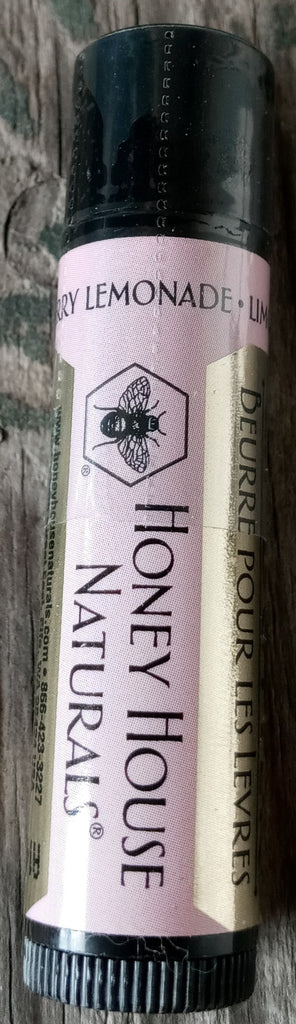 RRY LEMONADE • LIM
HONEY HOUSE
NATURALS®
®
BEURRE POUR LES LEVRES
www.honeyhousenaturals.com • 866-423-3227